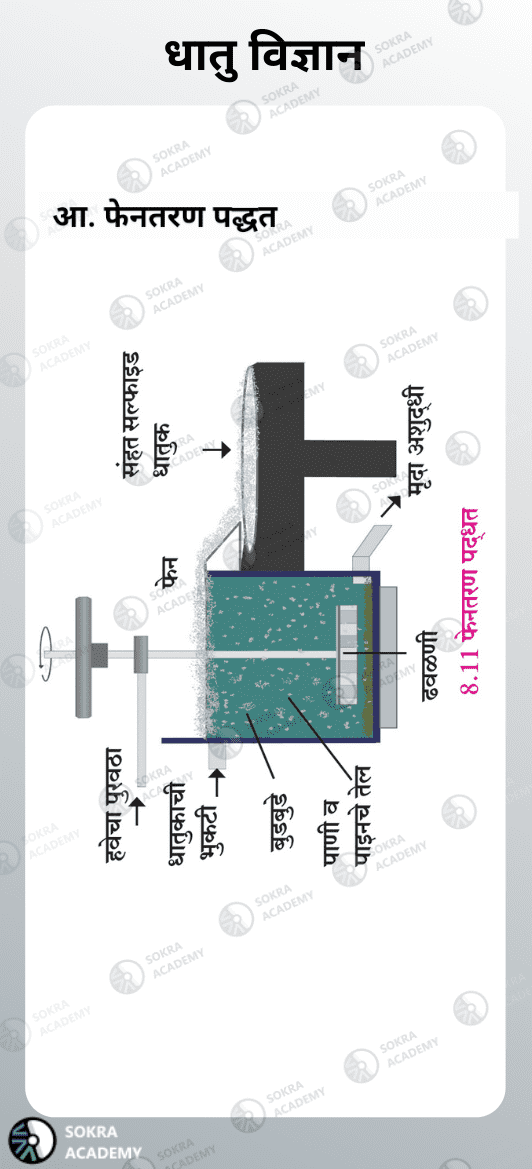 धातु विज्ञान
आ. फेनतरण पद्धत
हवेचा पुरवठा
धातुकाची
भुकटी
बुडबुडे
पाणी व
पाइनचे तेल
फेन
संहत सल्फाइड
धातुक
ढवळणी
मृदा अशुद्धी
8.11 फेनतरण पद्धत
SOKRA
ACADEMY